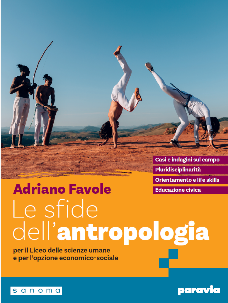 Casi e indagini sul campo
Pluridisciplinarità
Orientamento e life skills
Educazione civica
Adriano Favole
Le sfide
dell'antropologia
per il Liceo delle scienze umane
e per l'opzione economico-sociale
sanoma
paravia